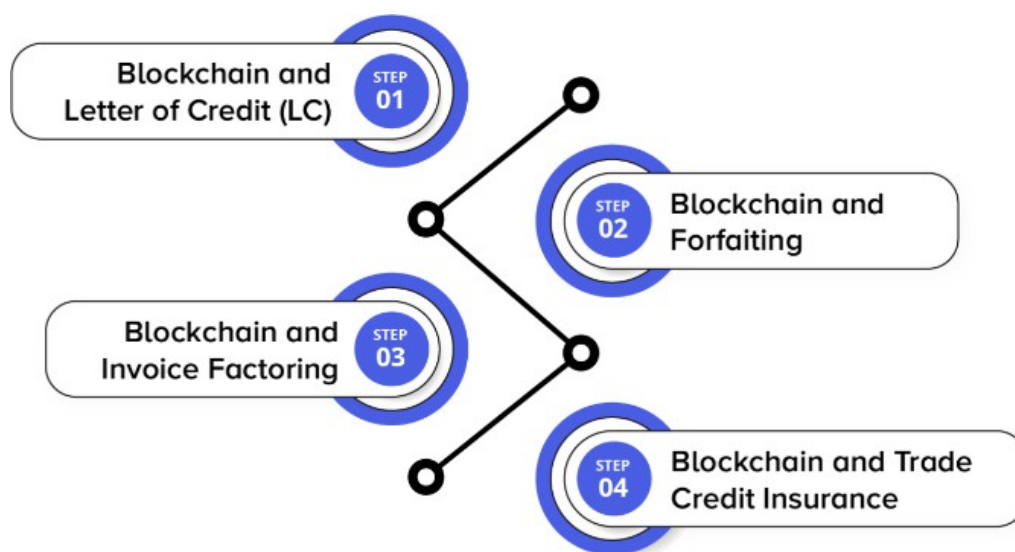 Blockchain and
Letter of Credit (LC)
STEP
01
STEP
02
Blockchain and
Forfaiting
Blockchain and
Invoice Factoring
STEP
03
STEP
04
Blockchain and Trade
Credit Insurance